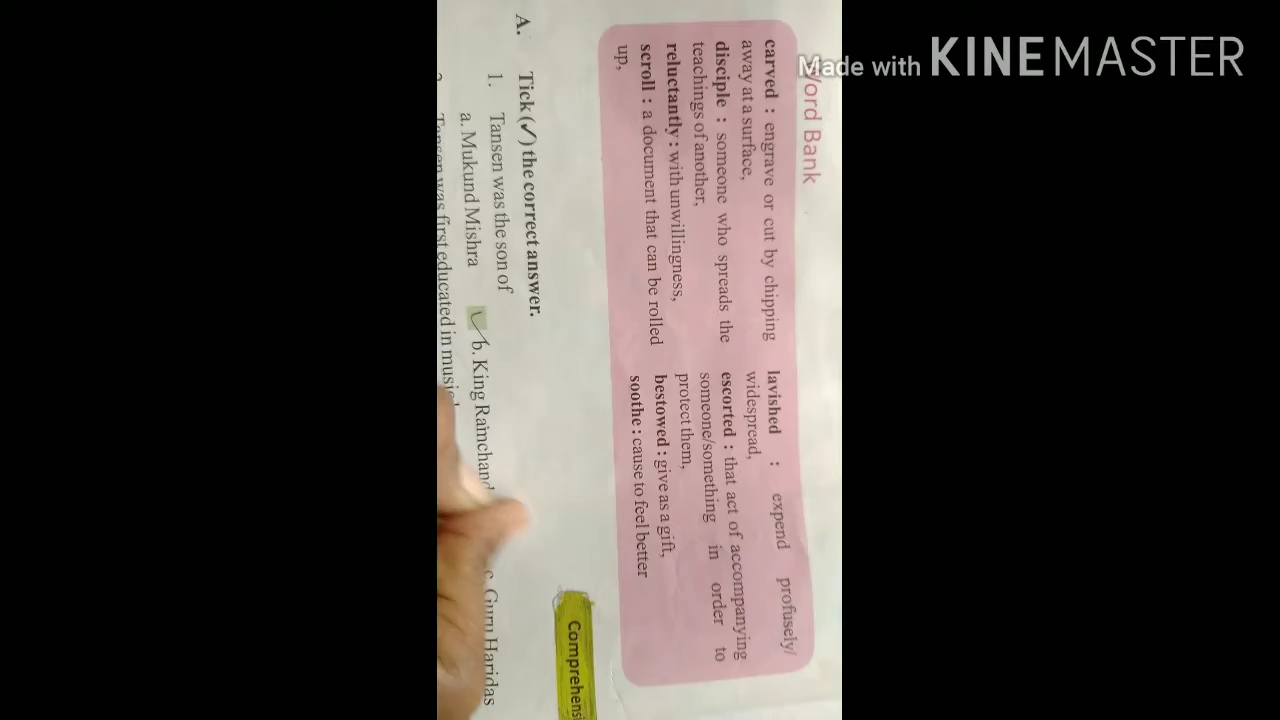 Made with KINEMASTER
Word Bank
carved : engrave or cut by chipping
away at a surface,
disciple : someone who spreads the
teachings of another,
reluctantly : with unwillingness,
scroll : a document that can be rolled
up,
lavished : expend profusely/
widespread,
escorted : that act of accompanying
someone/something in order to
protect them,
bestowed : give as a gift,
soothe : cause to feel better
Comprehensi
A. Tick (✓) the correct answer.
1. Tansen was the son of
a. Mukund Mishra b. King Ramchand c. Guru Haridas
Tansen was first educated in music